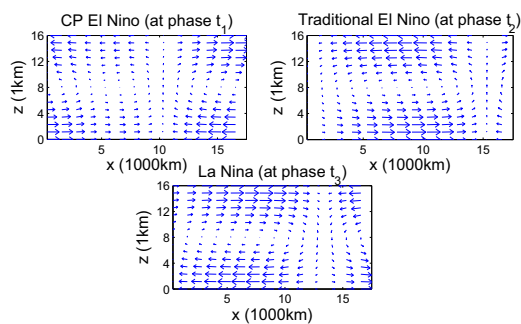 CP El Nino (at phase t1)
16
12
8
4
0
z (1km)
5 10 15
x (1000km)
Traditional El Nino (at phase t2)
16
12
8
4
0
z (1km)
5 10 15
x (1000km)
La Nina (at phase t3)
16
12
8
4
0
z (1km)
5 10 15
x (1000km)